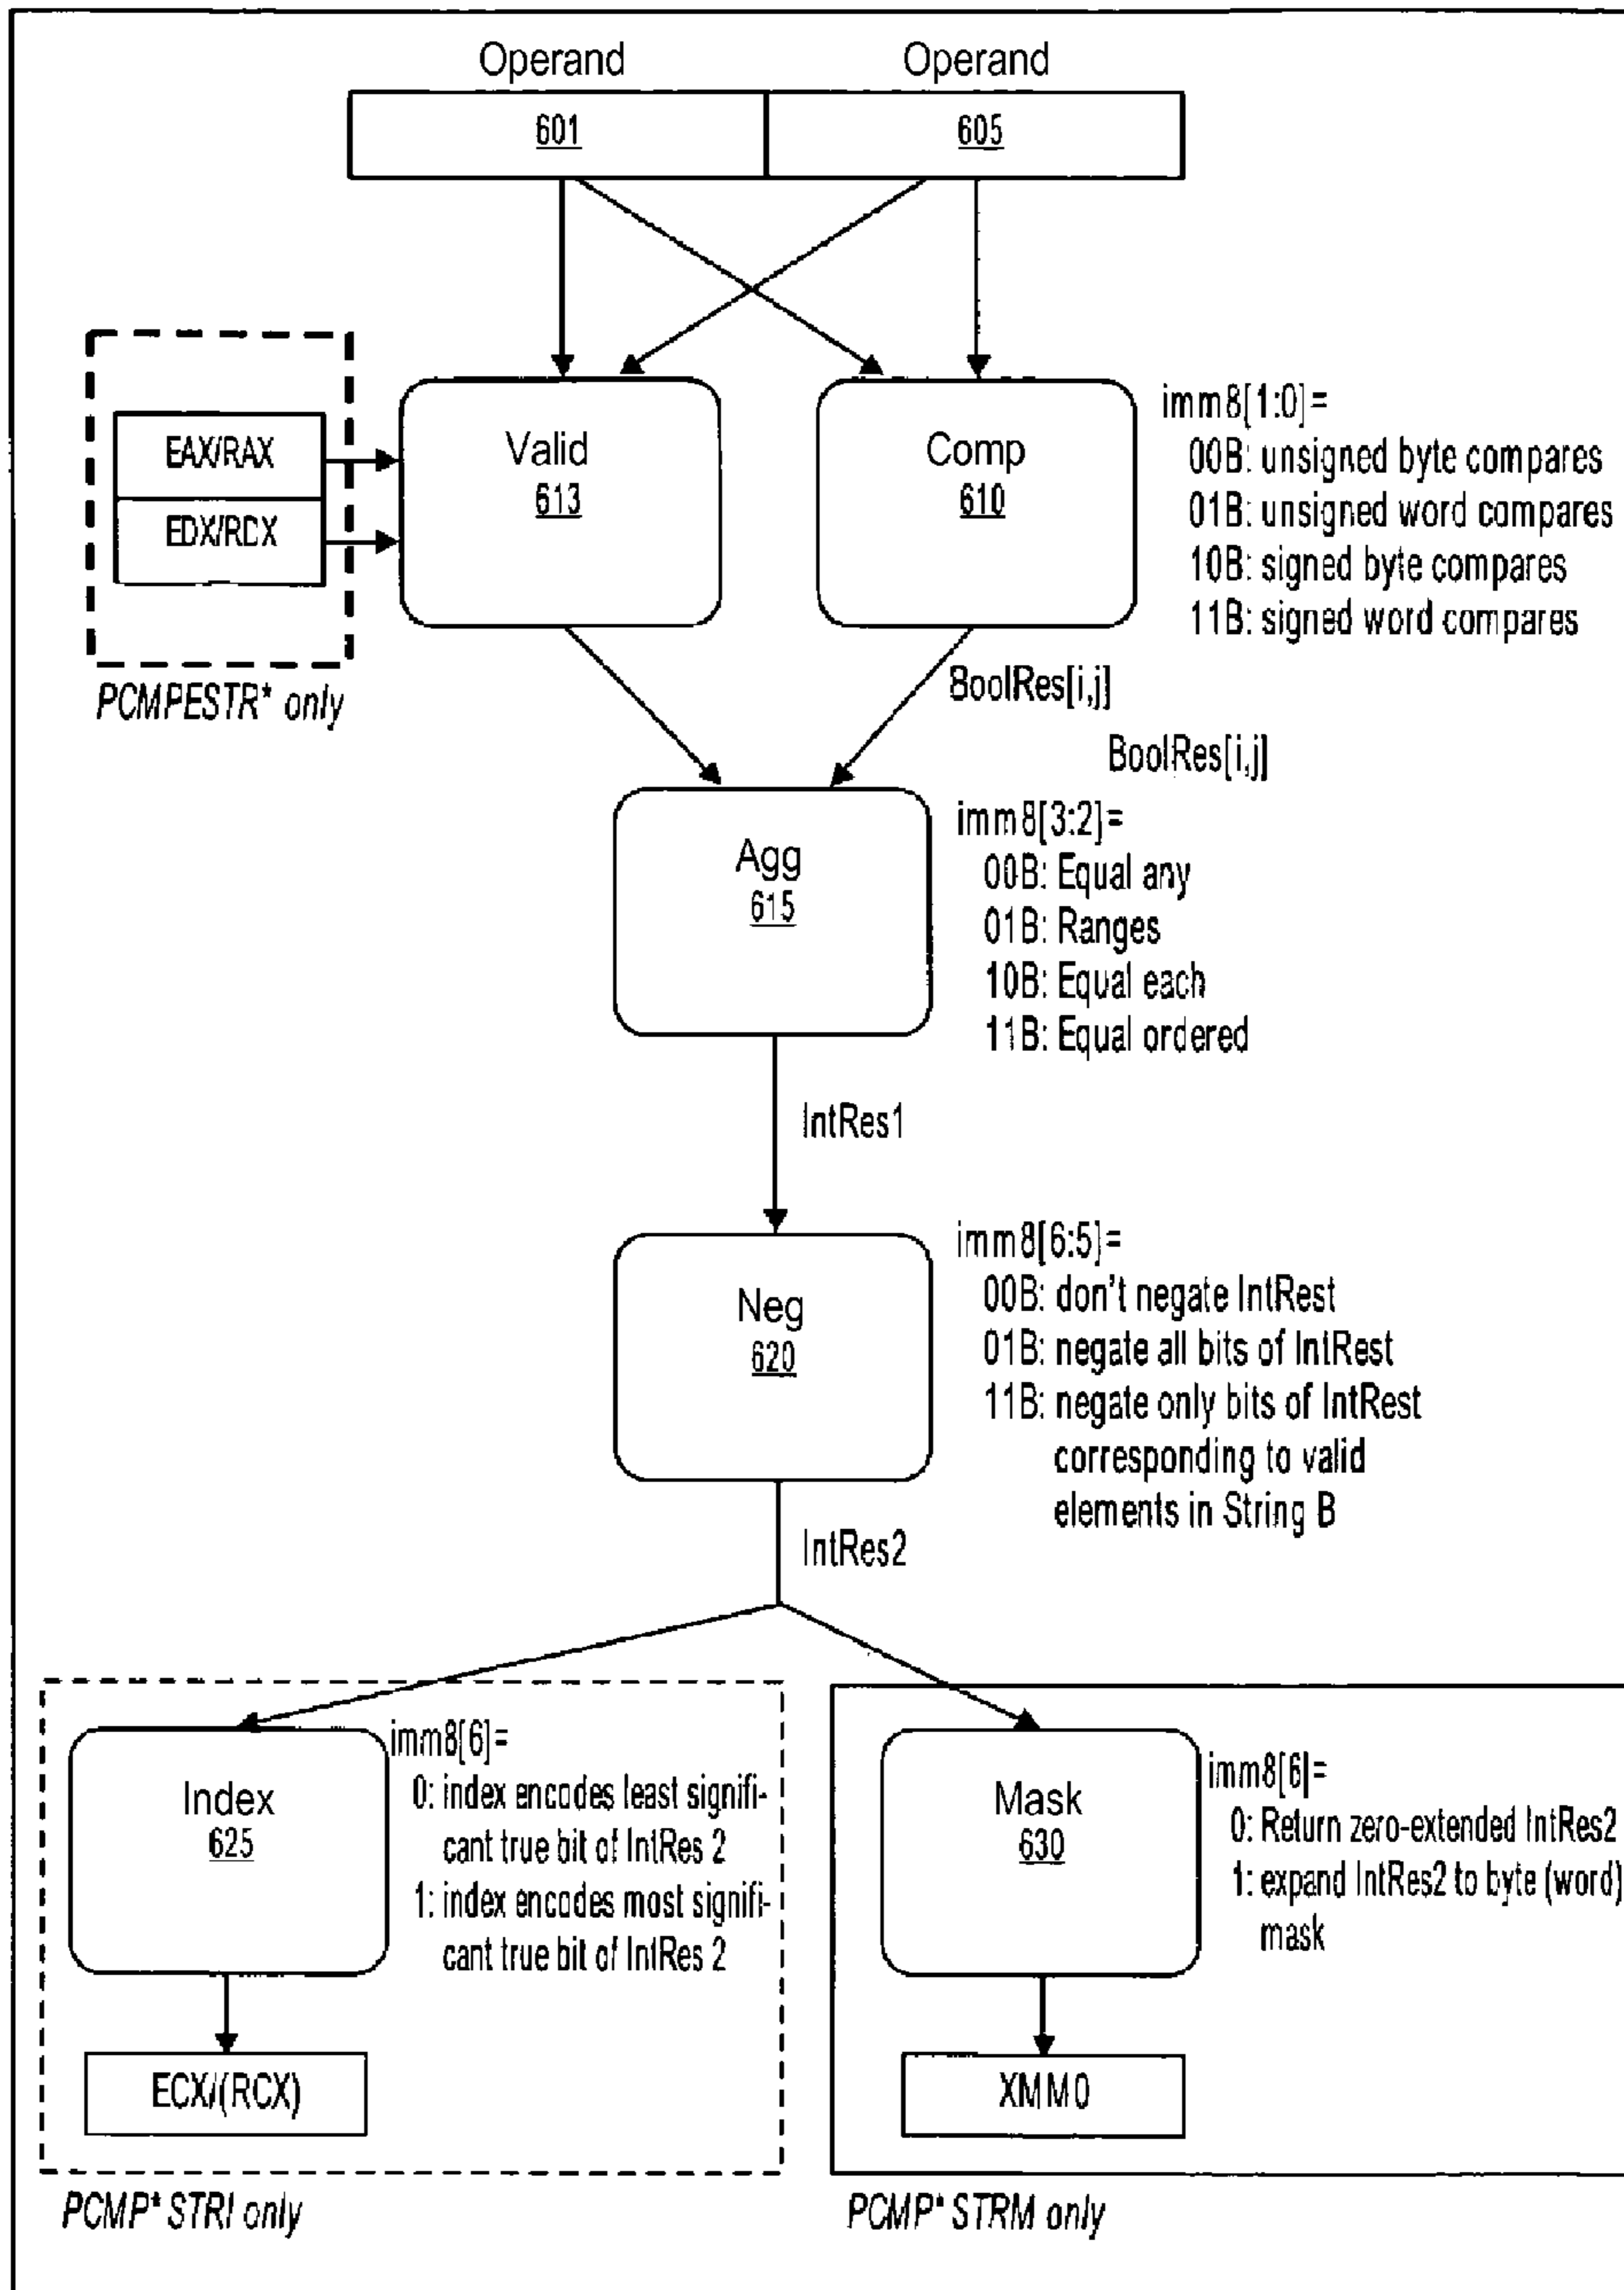 Operand Operand
601 605
EAX/RAX
EDX/RDX
PCMPESTR* only
Valid
613
Comp
610
imm8[1:0]=
00B: unsigned byte compares
01B: unsigned word compares
10B: signed byte compares
11B: signed word compares
BoolRes[i,j]
BoolRes[i,j]
Agg
615
imm8[3:2]=
00B: Equal any
01B: Ranges
10B: Equal each
11B: Equal ordered
IntRes1
Neg
620
imm8[6:5]=
00B: don't negate IntRest
01B: negate all bits of IntRest
11B: negate only bits of IntRest
corresponding to valid
elements in String B
IntRes2
Index
625
imm8[6]=
0: index encodes least signifi-
cant true bit of IntRes 2
1: index encodes most signifi-
cant true bit of IntRes 2
ECX/(RCX)
PCMP* STRI only
Mask
630
imm8[6]=
0: Return zero-extended IntRes2
1: expand IntRes2 to byte (word)
mask
XMM0
PCMP* STRM only